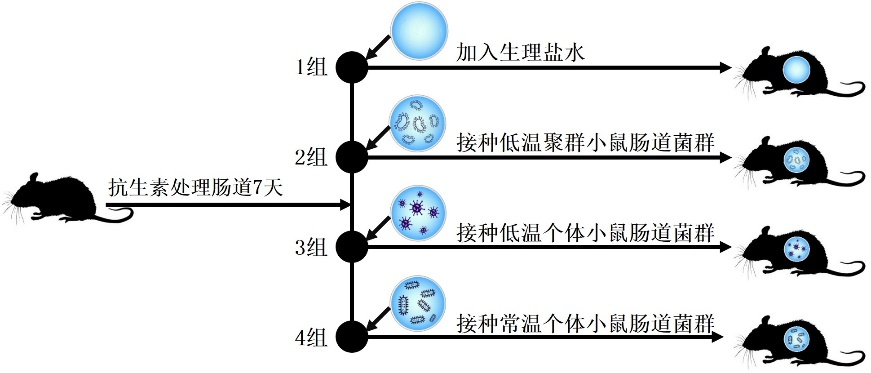 1组
加入生理盐水
2组
接种低温聚群小鼠肠道菌群
抗生素处理肠道7天
3组
接种低温个体小鼠肠道菌群
4组
接种常温个体小鼠肠道菌群